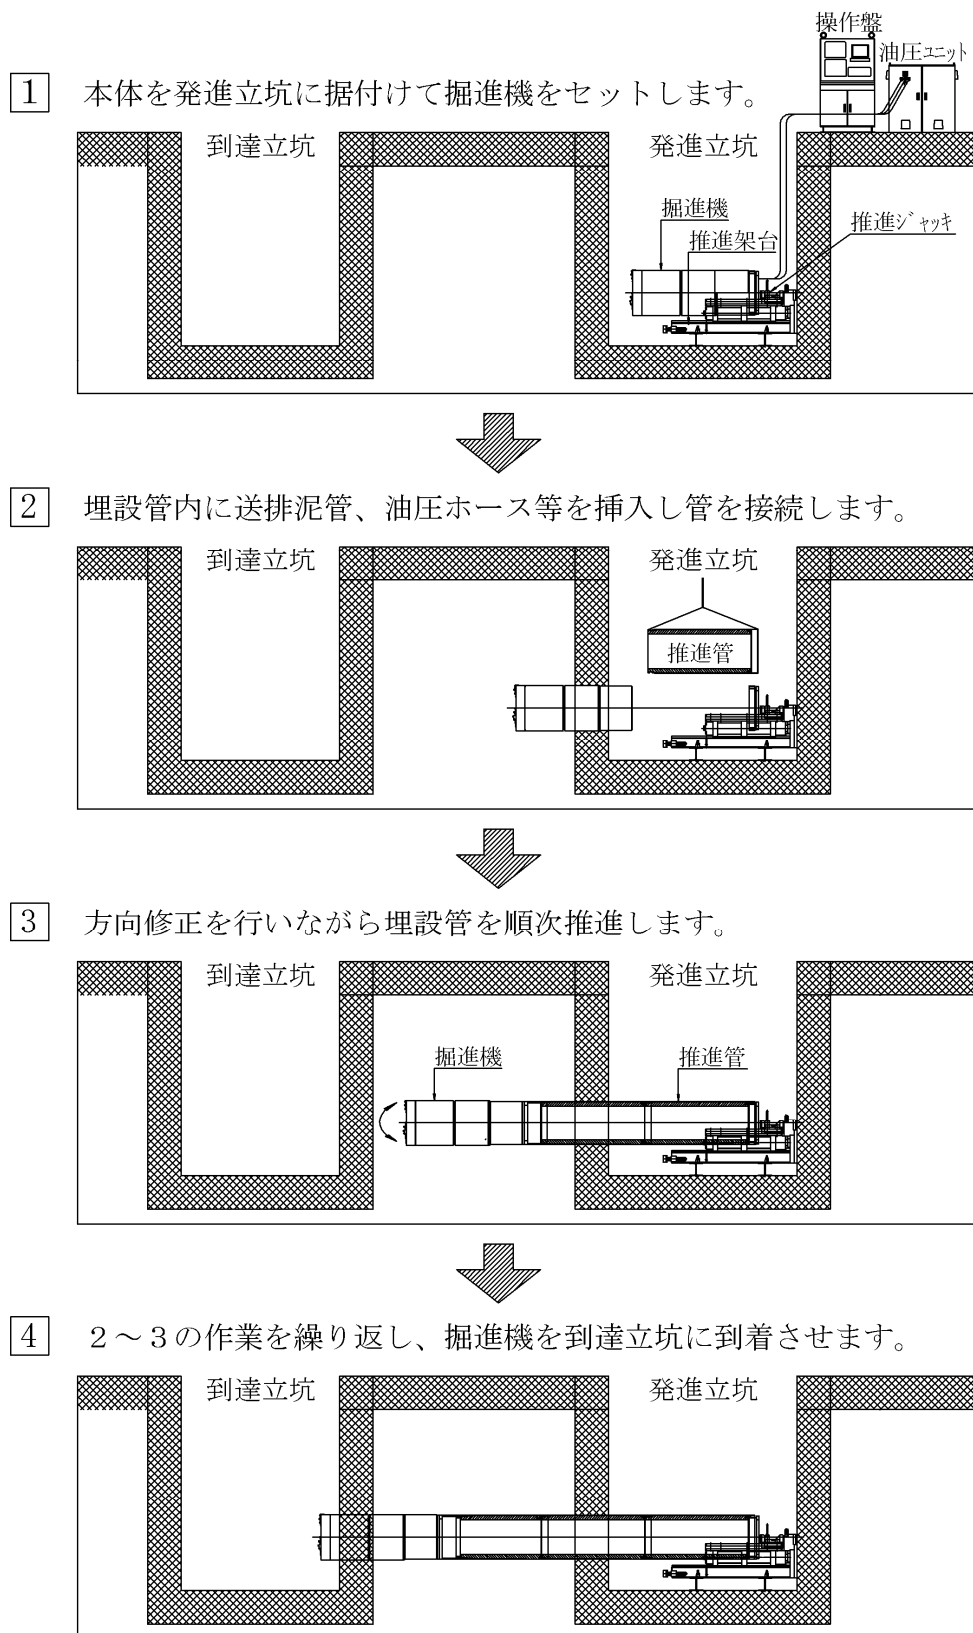 操作盤
油圧ユニット
1 本体を発進立坑に据付けて掘進機をセットします。
到達立坑
発進立坑
掘進機
推進架台
推進ジャッキ
2 埋設管内に送排泥管、油圧ホース等を挿入し管を接続します。
到達立坑
発進立坑
推進管
3 方向修正を行いながら埋設管を順次推進します。
到達立坑
発進立坑
掘進機
推進管
4 2～3の作業を繰り返し、掘進機を到達立坑に到着させます。
到達立坑
発進立坑